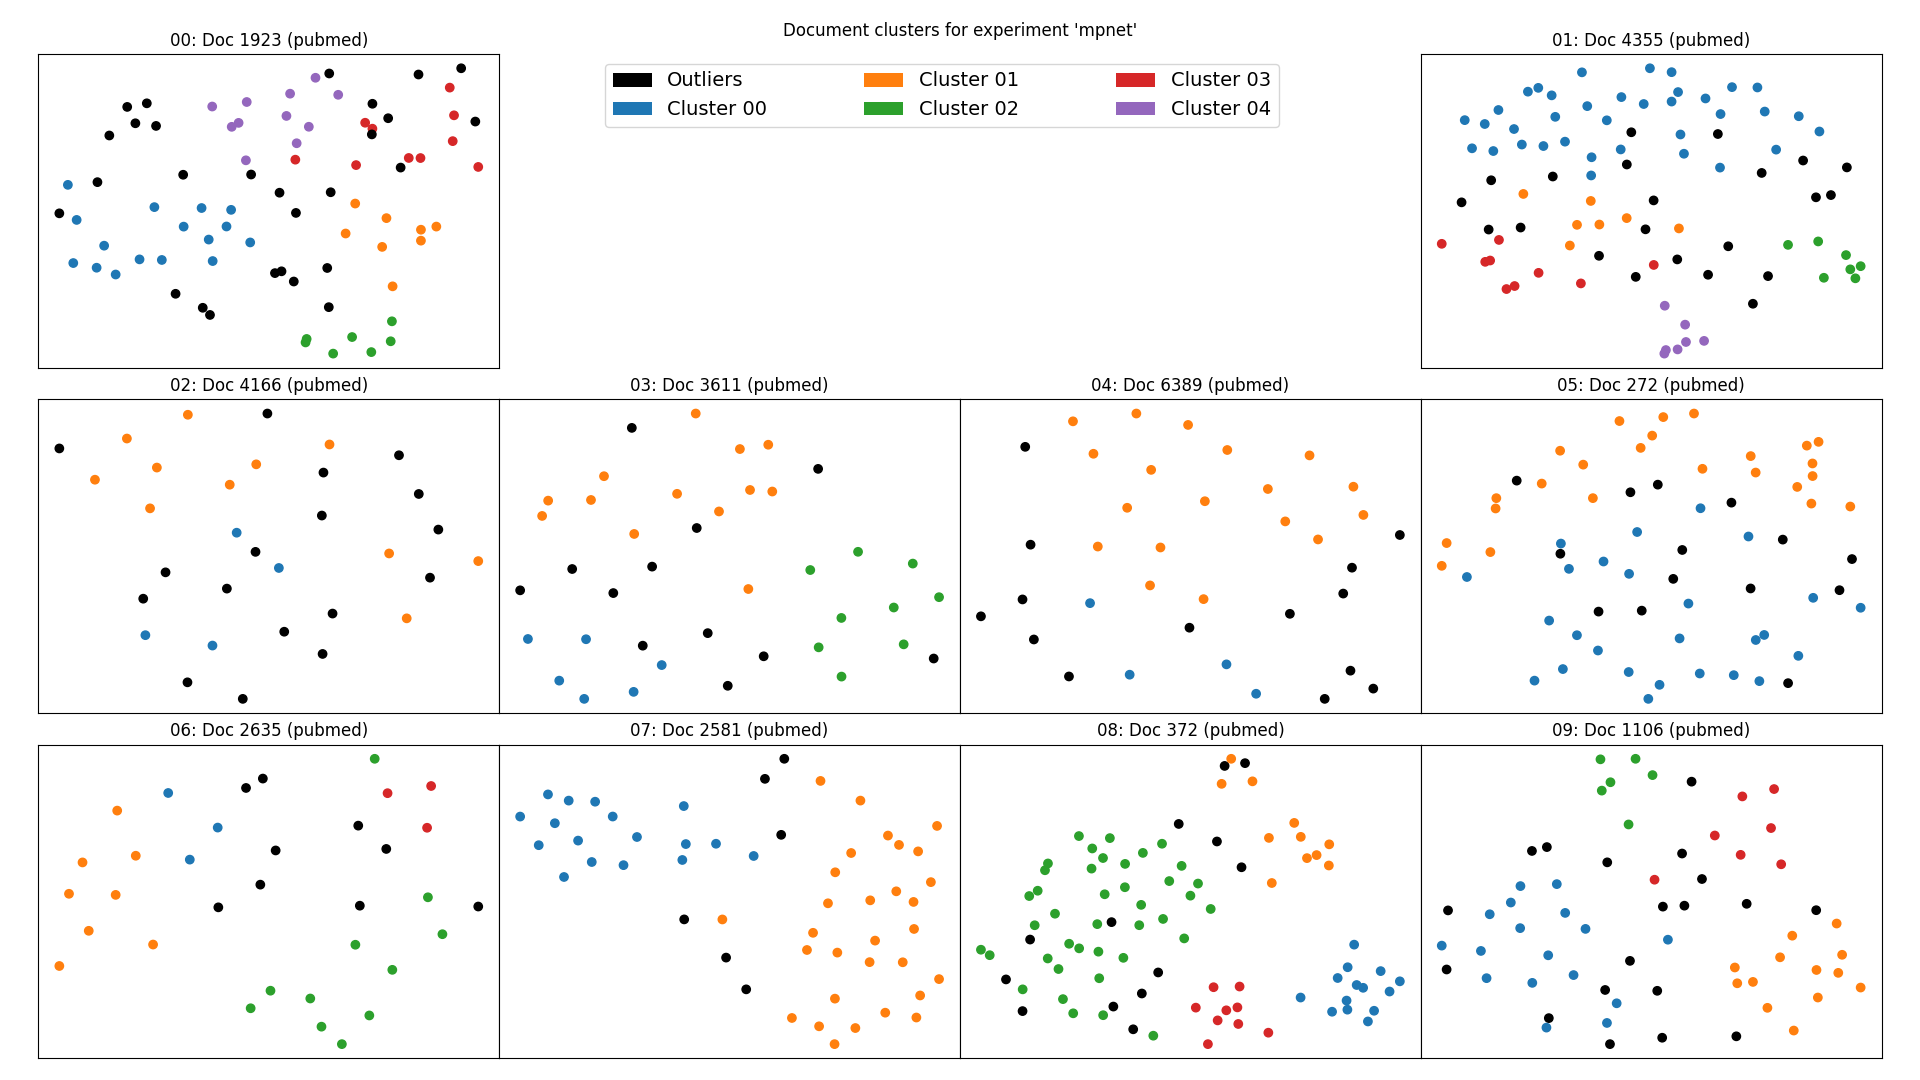 Document clusters for experiment 'mpnet'
00: Doc 1923 (pubmed)
Outliers
Cluster 00
Cluster 01
Cluster 02
Cluster 03
Cluster 04
01: Doc 4355 (pubmed)
02: Doc 4166 (pubmed)
03: Doc 3611 (pubmed)
04: Doc 6389 (pubmed)
05: Doc 272 (pubmed)
06: Doc 2635 (pubmed)
07: Doc 2581 (pubmed)
08: Doc 372 (pubmed)
09: Doc 1106 (pubmed)